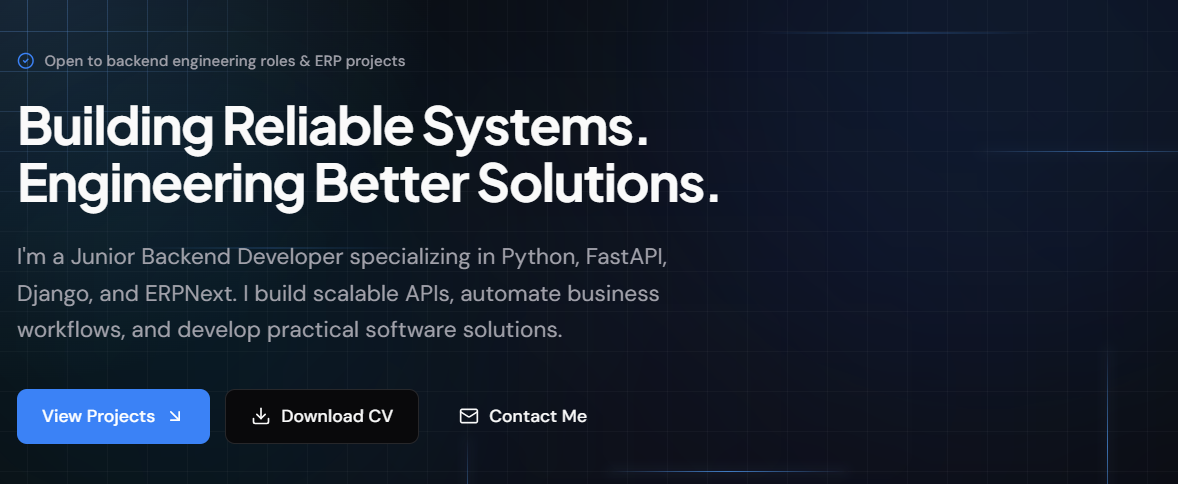 Open to backend engineering roles & ERP projects
Building Reliable Systems.
Engineering Better Solutions.
I'm a Junior Backend Developer specializing in Python, FastAPI,
Django, and ERPNext. I build scalable APIs, automate business
workflows, and develop practical software solutions.
View Projects
Download CV
Contact Me